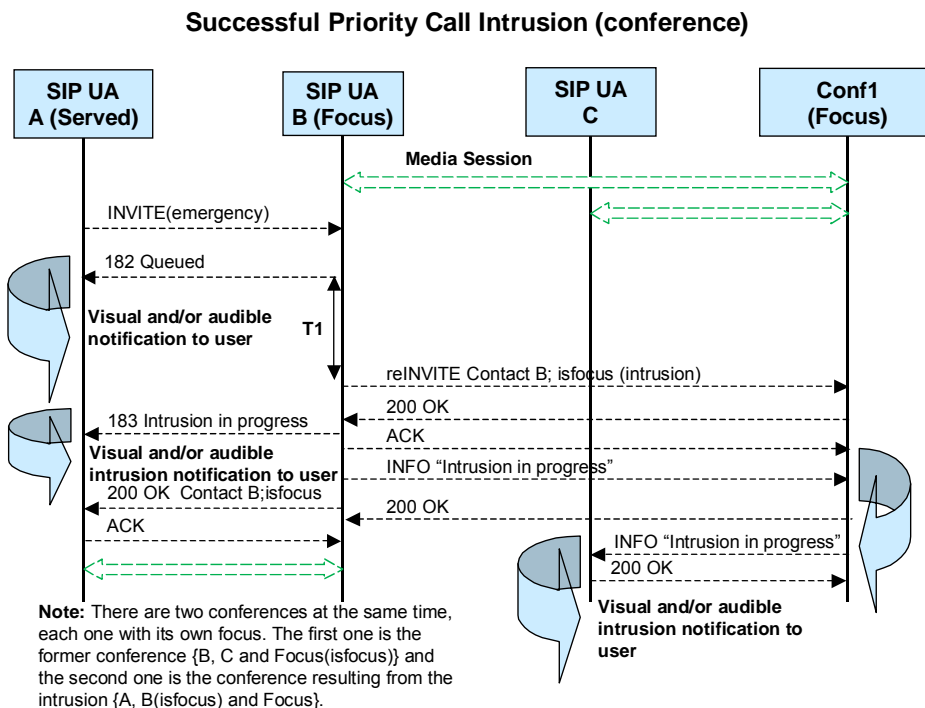 Successful Priority Call Intrusion (conference)
SIP UA
A (Served)
SIP UA
B (Focus)
SIP UA
C
Conf1
(Focus)
Media Session
INVITE(emergency)
182 Queued
Visual and/or audible
notification to user
T1
reINVITE Contact B; isfocus (intrusion)
200 OK
183 Intrusion in progress
ACK
Visual and/or audible
intrusion notification to user
INFO “Intrusion in progress”
200 OK  Contact B;isfocus
200 OK
ACK
INFO “Intrusion in progress”
200 OK
Visual and/or audible
intrusion notification to
user
Note: There are two conferences at the same time,
each one with its own focus. The first one is the
former conference {B, C and Focus(isfocus)} and
the second one is the conference resulting from the
intrusion {A, B(isfocus) and Focus}.